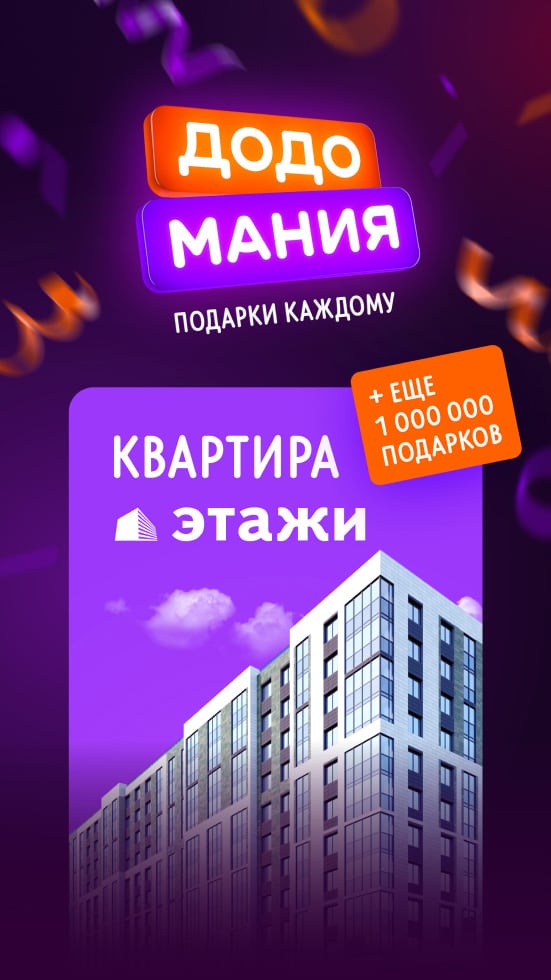 ДОДО
МАНИЯ
ПОДАРКИ КАЖДОМУ
+ ЕЩЕ
1 000 000
ПОДАРКОВ
КВАРТИРА
этажи